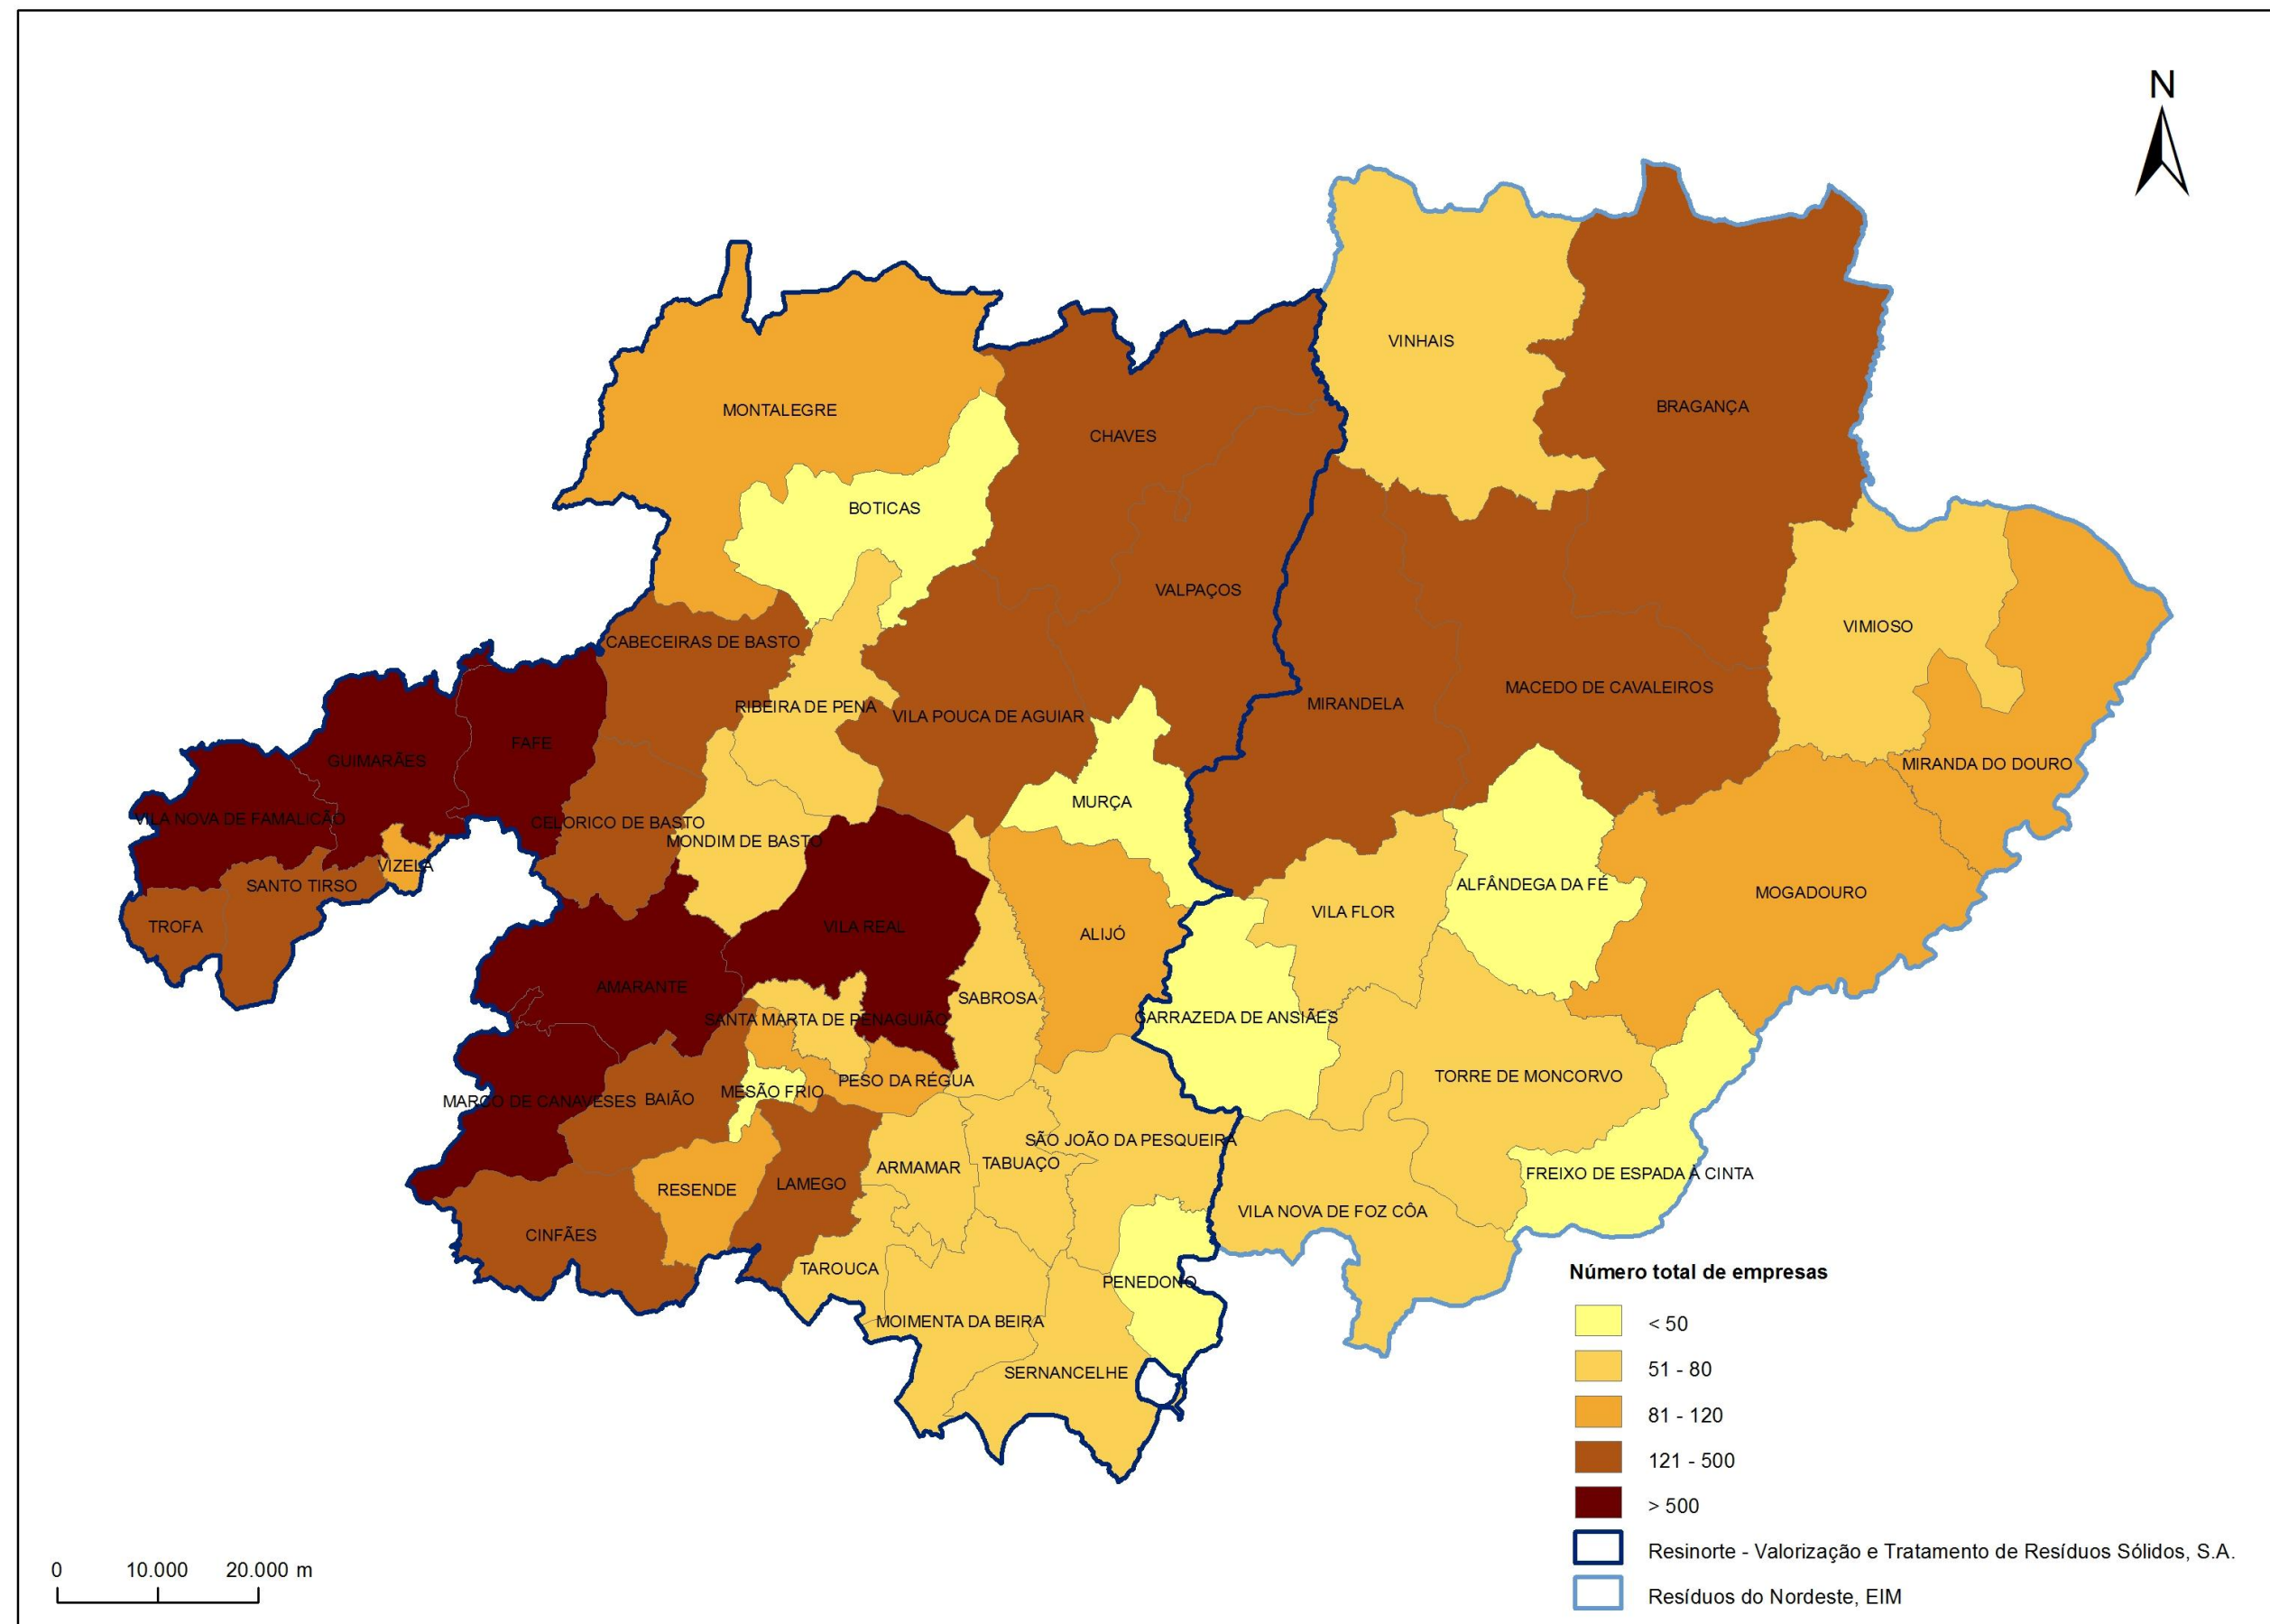 N
VINHAIS
BRAGANÇA
MONTALEGRE
CHAVES
BOTICAS
VALPAÇOS
VIMIOSO
CABECEIRAS DE BASTO
MACEDO DE CAVALEIROS
MIRANDELA
RIBEIRA DE PENA
VILA POUCA DE AGUIAR
FAFE
GUIMARÃES
MIRANDA DO DOURO
MURÇA
VILA NOVA DE FAMALICÃO
CELORICO DE BASTO
MONDIM DE BASTO
VIZELA
SANTO TIRSO
ALFÂNDEGA DA FÉ
MOGADOURO
VILA FLOR
TROFA
VILA REAL
ALIJÓ
AMARANTE
SABROSA
SANTA MARTA DE PENAGUIÃO
CARRAZEDA DE ANSIÃES
TORRE DE MONCORVO
PESO DA RÉGUA
MESÃO FRIO
MARCO DE CANAVESES
BAIÃO
SÃO JOÃO DA PESQUEIRA
TABUAÇO
ARMAMAR
FREIXO DE ESPADA À CINTA
LAMEGO
RESENDE
VILA NOVA DE FOZ CÔA
CINFÃES
TAROUCA
PENEDONO
MOIMENTA DA BEIRA
SERNANCELHE
Número total de empresas
< 50
51 - 80
81 - 120
121 - 500
> 500
Resinorte - Valorização e Tratamento de Resíduos Sólidos, S.A.
Resíduos do Nordeste, EIM
0 10.000 20.000 m